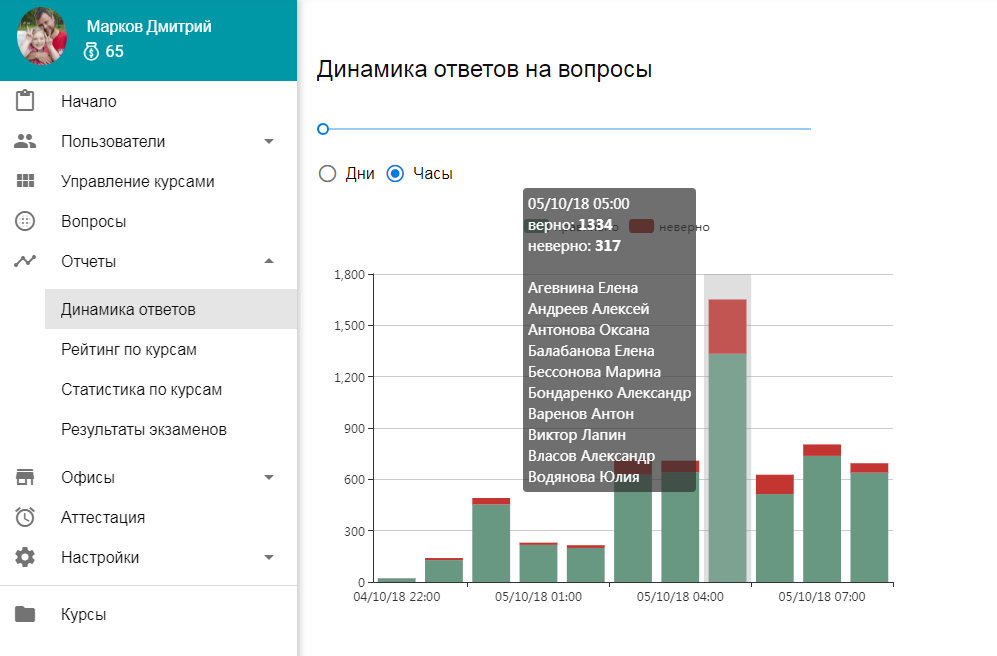 Марков Дмитрий
65
Начало
Пользователи
Управление курсами
Вопросы
Отчеты
Динамика ответов
Рейтинг по курсам
Статистика по курсам
Результаты экзаменов
Офисы
Аттестация
Настройки
Курсы
Динамика ответов на вопросы
Дни Часы
неверно
05/10/18 05:00
верно: 1334
неверно: 317
Агевнина Елена
Андреев Алексей
Антонова Оксана
Балабанова Елена
Бессонова Марина
Бондаренко Александр
Варенов Антон
Виктор Лапин
Власов Александр
Водянова Юлия
1,800
1,500
1,200
900
600
300
0
04/10/18 22:00 05/10/18 01:00 05/10/18 04:00 05/10/18 07:00